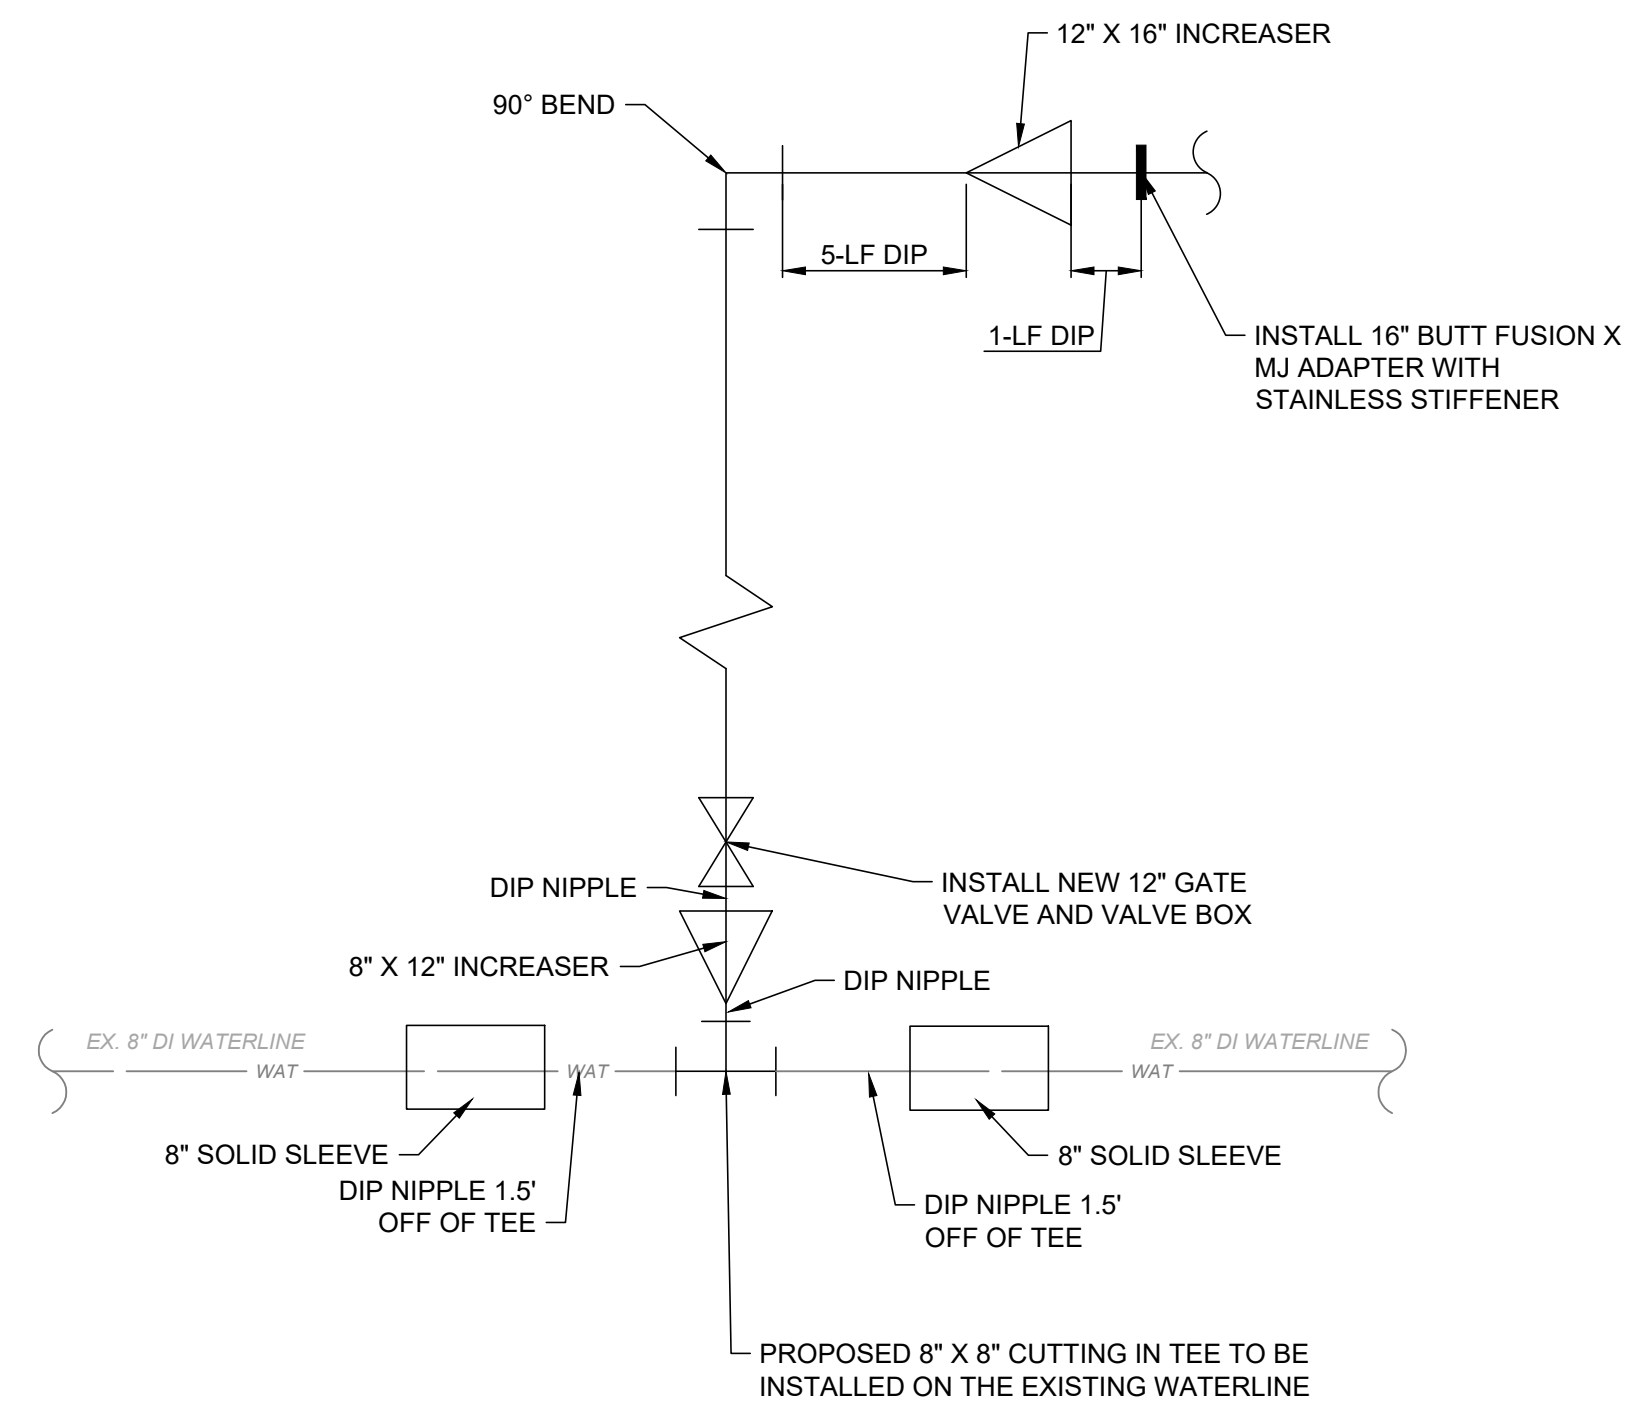 12" X 16" INCREASER
90° BEND
5-LF DIP
1-LF DIP
INSTALL 16" BUTT FUSION X
MJ ADAPTER WITH
STAINLESS STIFFENER
DIP NIPPLE
INSTALL NEW 12" GATE
VALVE AND VALVE BOX
8" X 12" INCREASER
DIP NIPPLE
EX. 8" DI WATERLINE
EX. 8" DI WATERLINE
WAT
WAT
WAT
8" SOLID SLEEVE
8" SOLID SLEEVE
DIP NIPPLE 1.5'
OFF OF TEE
DIP NIPPLE 1.5'
OFF OF TEE
PROPOSED 8" X 8" CUTTING IN TEE TO BE
INSTALLED ON THE EXISTING WATERLINE